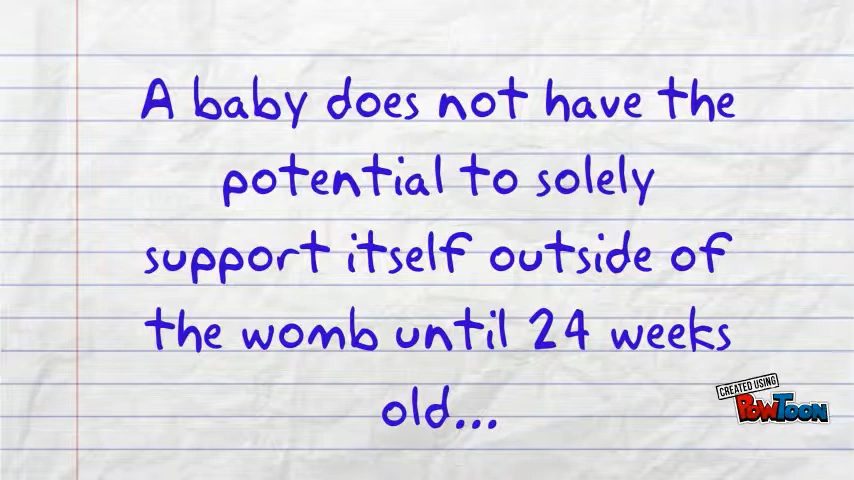 A baby does not have the
potential to solely
support itself outside of
the womb until 24 weeks
old...
CREATED USING
POWTOON